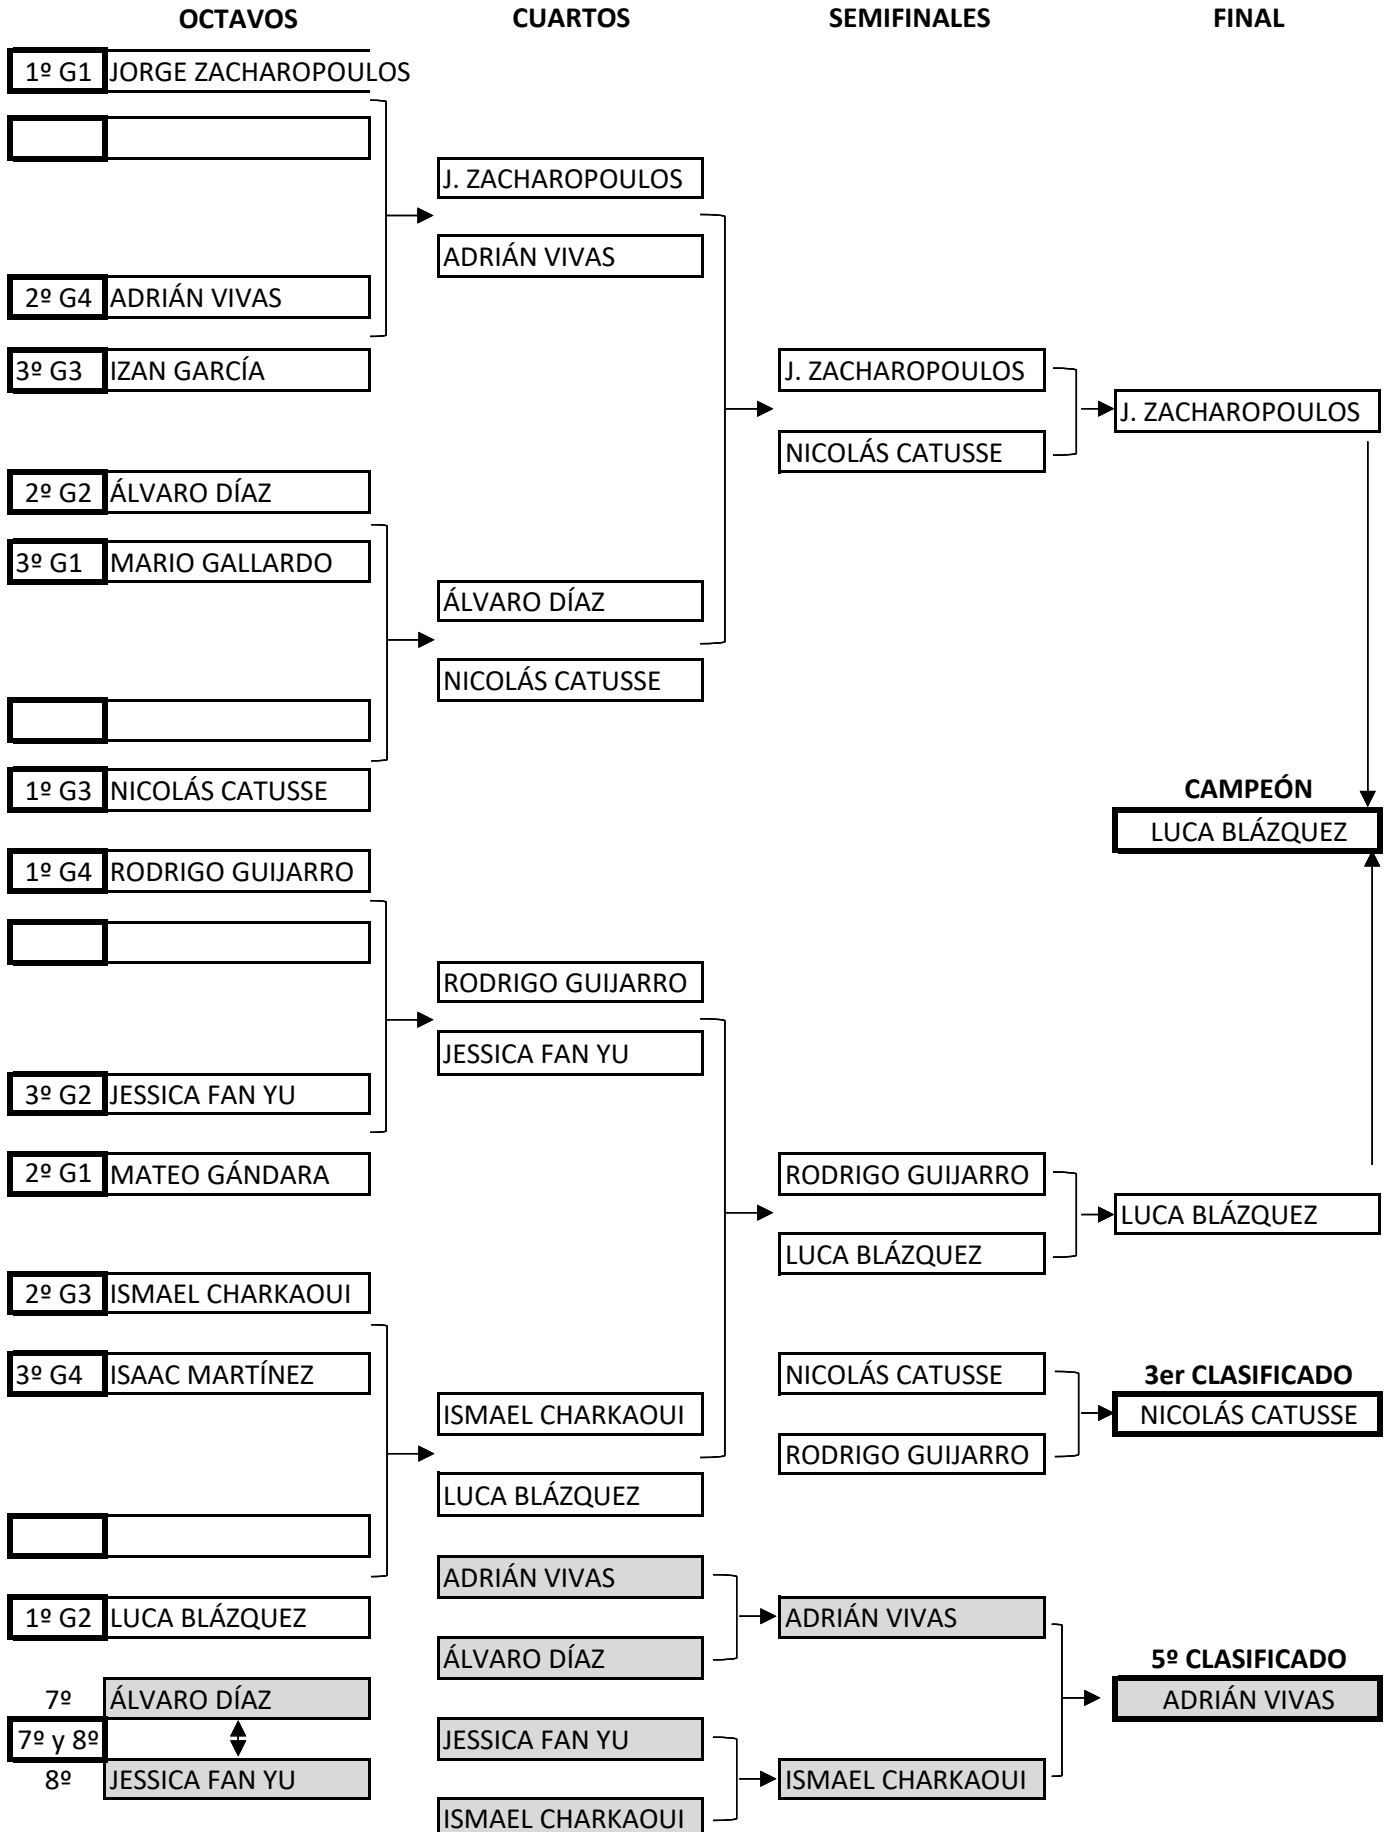 OCTAVOS CUARTOS SEMIFINALES FINAL
1º G1 JORGE ZACHAROPOULOS
J. ZACHAROPOULOS
ADRIÁN VIVAS
2º G4 ADRIÁN VIVAS
3º G3 IZAN GARCÍA
J. ZACHAROPOULOS
J. ZACHAROPOULOS
NICOLÁS CATUSSE
2º G2 ÁLVARO DÍAZ
3º G1 MARIO GALLARDO
ÁLVARO DÍAZ
NICOLÁS CATUSSE
1º G3 NICOLÁS CATUSSE
CAMPEÓN
LUCA BLÁZQUEZ
1º G4 RODRIGO GUIJARRO
RODRIGO GUIJARRO
JESSICA FAN YU
3º G2 JESSICA FAN YU
2º G1 MATEO GÁNDARA
RODRIGO GUIJARRO
LUCA BLÁZQUEZ
LUCA BLÁZQUEZ
2º G3 ISMAEL CHARKAOUI
3º G4 ISAAC MARTÍNEZ
NICOLÁS CATUSSE
3er CLASIFICADO
ISMAEL CHARKAOUI
NICOLÁS CATUSSE
RODRIGO GUIJARRO
LUCA BLÁZQUEZ
ADRIÁN VIVAS
1º G2 LUCA BLÁZQUEZ
ADRIÁN VIVAS
ÁLVARO DÍAZ
5º CLASIFICADO
7º ÁLVARO DÍAZ
ADRIÁN VIVAS
7º y 8º
JESSICA FAN YU
8º JESSICA FAN YU
ISMAEL CHARKAOUI
ISMAEL CHARKAOUI